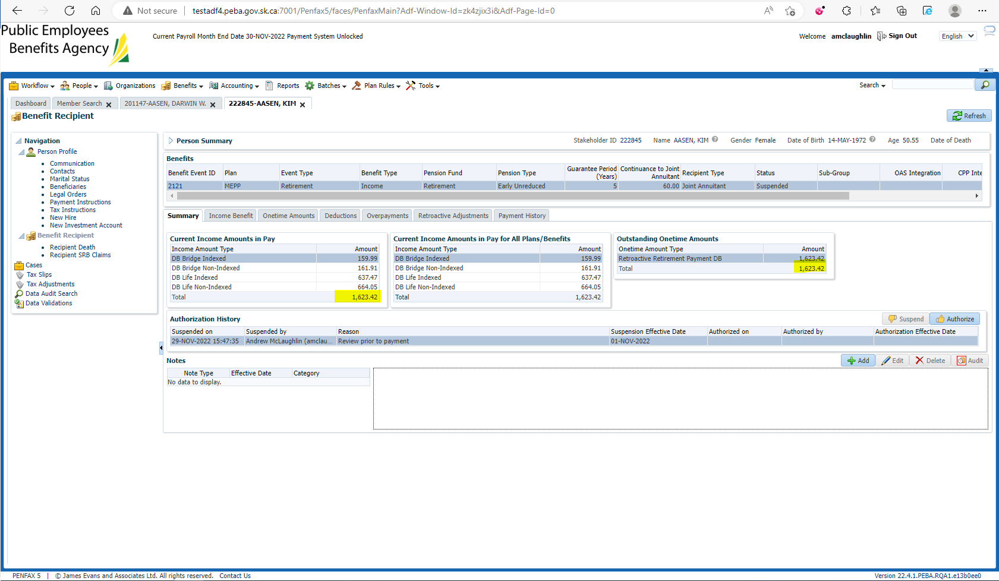 Not secure
testadf4.peba.gov.sk.ca:7001/Penfax5/faces/PenfaxMain?Adf-Window-Id=zk4zjix3i&Adf-Page-Id=0
Public Employees
Benefits Agency
Current Payroll Month End Date 30-NOV-2022 Payment System Unlocked
Welcome amclaughlin Sign Out English
Workflow People Organizations Benefits Accounting Reports Batches Plan Rules Tools Search
Dashboard Member Search 201147-AASEN, DARWIN W. 222845-AASEN, KIM
Benefit Recipient
Refresh
Navigation
Person Profile
Communication
Contacts
Marital Status
Beneficiaries
Legal Orders
Payment Instructions
Tax Instructions
New Hire
New Investment Account
Benefit Recipient
Recipient Death
Recipient SRB Claims
Cases
Tax Slips
Tax Adjustments
Data Audit Search
Data Validations
Person Summary Stakeholder ID 222845 Name AASEN, KIM Gender Female Date of Birth 14-MAY-1972 Age 50.55 Date of Death
Benefits
Benefit Event ID Plan Event Type Benefit Type Pension Fund Pension Type Guarantee Period (Years) Continuance to Joint Annuitant Recipient Type Status Sub-Group OAS Integration CPP Inte
2121 MEPP Retirement Income Retirement Early Unreduced 5 60.00 Joint Annuitant Suspended
Summary Income Benefit Onetime Amounts Deductions Overpayments Retroactive Adjustments Payment History
Current Income Amounts in Pay
Income Amount Type Amount
DB Bridge Indexed 159.99
DB Bridge Non-Indexed 161.91
DB Life Indexed 637.47
DB Life Non-Indexed 664.05
Total 1,623.42
Current Income Amounts in Pay for All Plans/Benefits
Income Amount Type Amount
DB Bridge Indexed 159.99
DB Bridge Non-Indexed 161.91
DB Life Indexed 637.47
DB Life Non-Indexed 664.05
Total 1,623.42
Outstanding Onetime Amounts
Onetime Amount Type Amount
Retroactive Retirement Payment DB 1,623.42
Total 1,623.42
Authorization History
Suspend Authorize
Suspended on Suspended by Reason Suspension Effective Date Authorized on Authorized by Authorization Effective Date
29-NOV-2022 15:47:35 Andrew McLaughlin (amclau... Review prior to payment 01-NOV-2022
Notes
Add Edit Delete Audit
Note Type Effective Date Category
No data to display.
PENFAX 5 | © James Evans and Associates Ltd. All rights reserved. Contact Us
Version 22.4.1.PEBA.RQA1.e13b0ee0